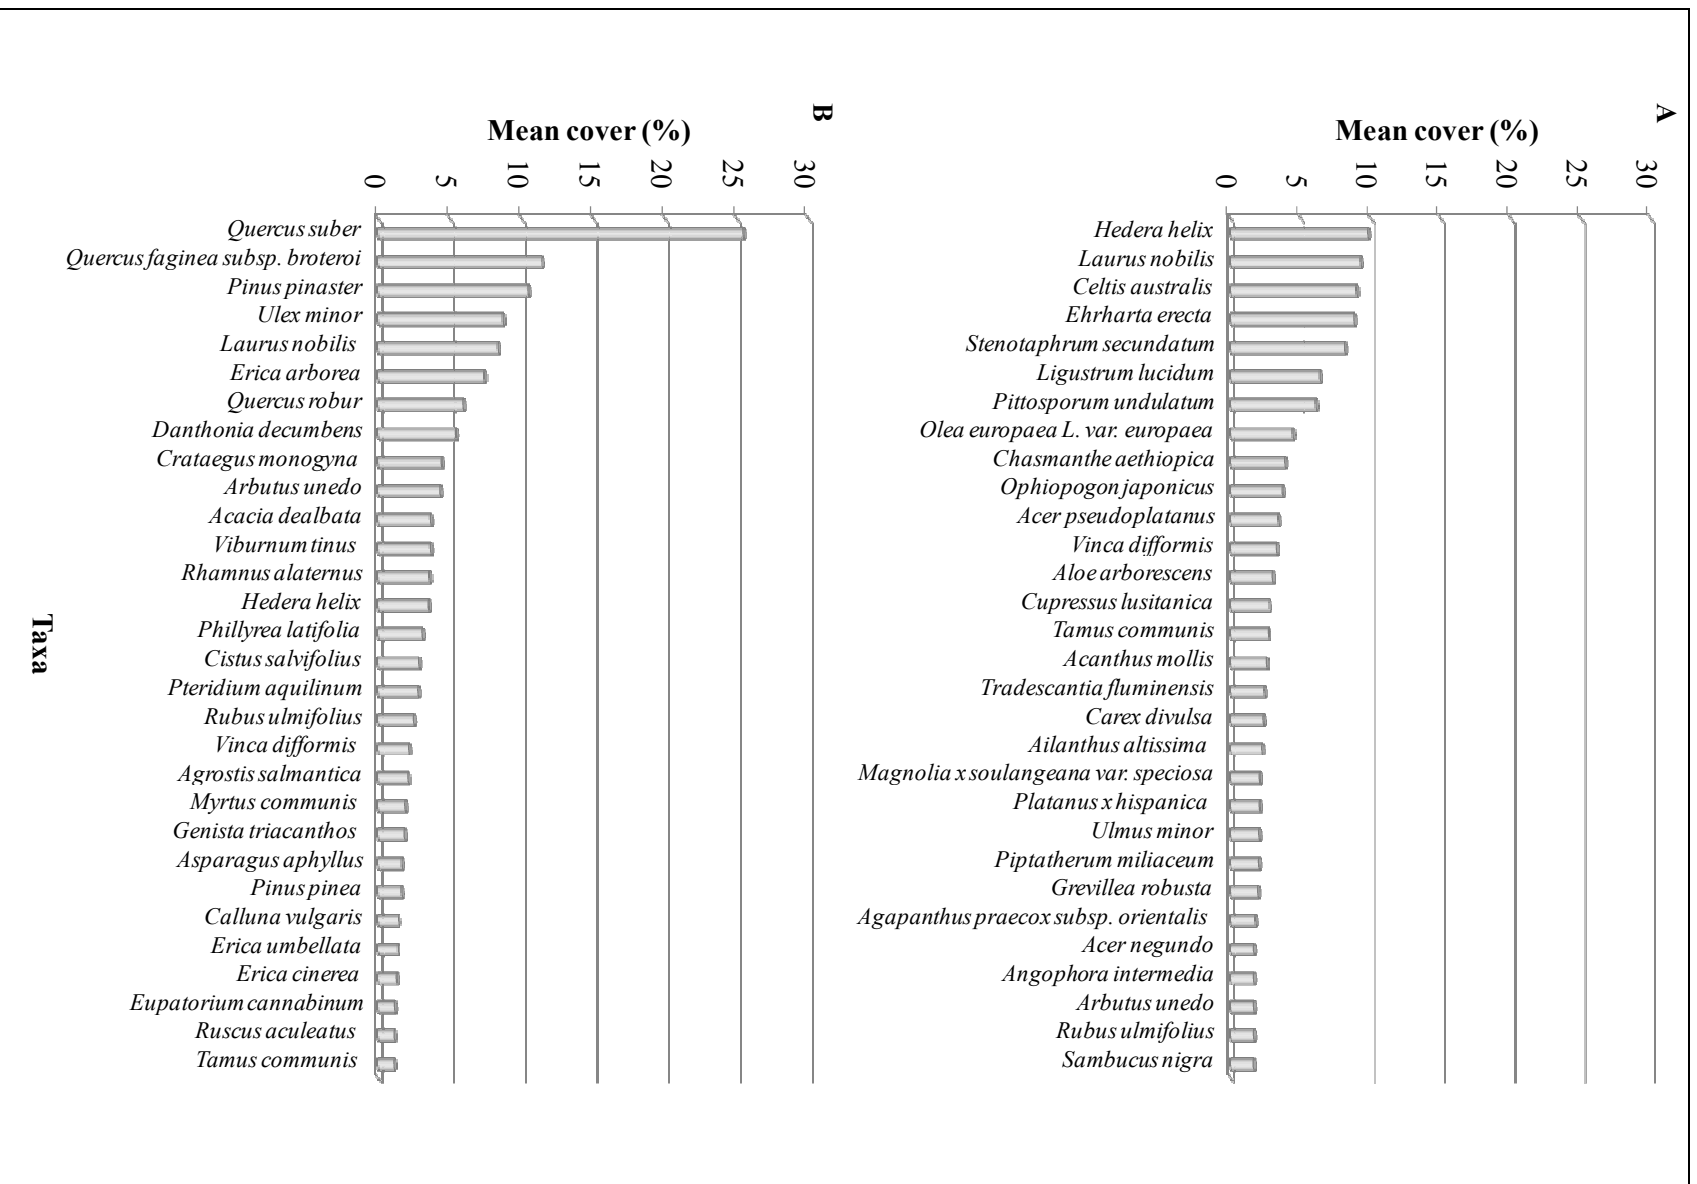 A
Mean cover (%)
0 5 10 15 20 25 30
Hedera helix
Laurus nobilis
Celtis australis
Ehrharta erecta
Stenotaphrum secundatum
Ligustrum lucidum
Pittosporum undulatum
Olea europaea L. var. europaea
Chasmanthe aethiopica
Ophiopogon japonicus
Acer pseudoplatanus
Vinca difformis
Aloe arborescens
Cupressus lusitanica
Tamus communis
Acanthus mollis
Tradescantia fluminensis
Carex divulsa
Ailanthus altissima
Magnolia x soulangeana var. speciosa
Platanus x hispanica
Ulmus minor
Piptatherum miliaceum
Grevillea robusta
Agapanthus praecox subsp. orientalis
Acer negundo
Angophora intermedia
Arbutus unedo
Rubus ulmifolius
Sambucus nigra
B
Mean cover (%)
0 5 10 15 20 25 30
Quercus suber
Quercus faginea subsp. broteroi
Pinus pinaster
Ulex minor
Laurus nobilis
Erica arborea
Quercus robur
Danthonia decumbens
Crataegus monogyna
Arbutus unedo
Acacia dealbata
Viburnum tinus
Rhamnus alaternus
Hedera helix
Phillyrea latifolia
Cistus salvifolius
Pteridium aquilinum
Rubus ulmifolius
Vinca difformis
Agrostis salmantica
Myrtus communis
Genista triacanthos
Asparagus aphyllus
Pinus pinea
Calluna vulgaris
Erica umbellata
Erica cinerea
Eupatorium cannabinum
Ruscus aculeatus
Tamus communis
Taxa